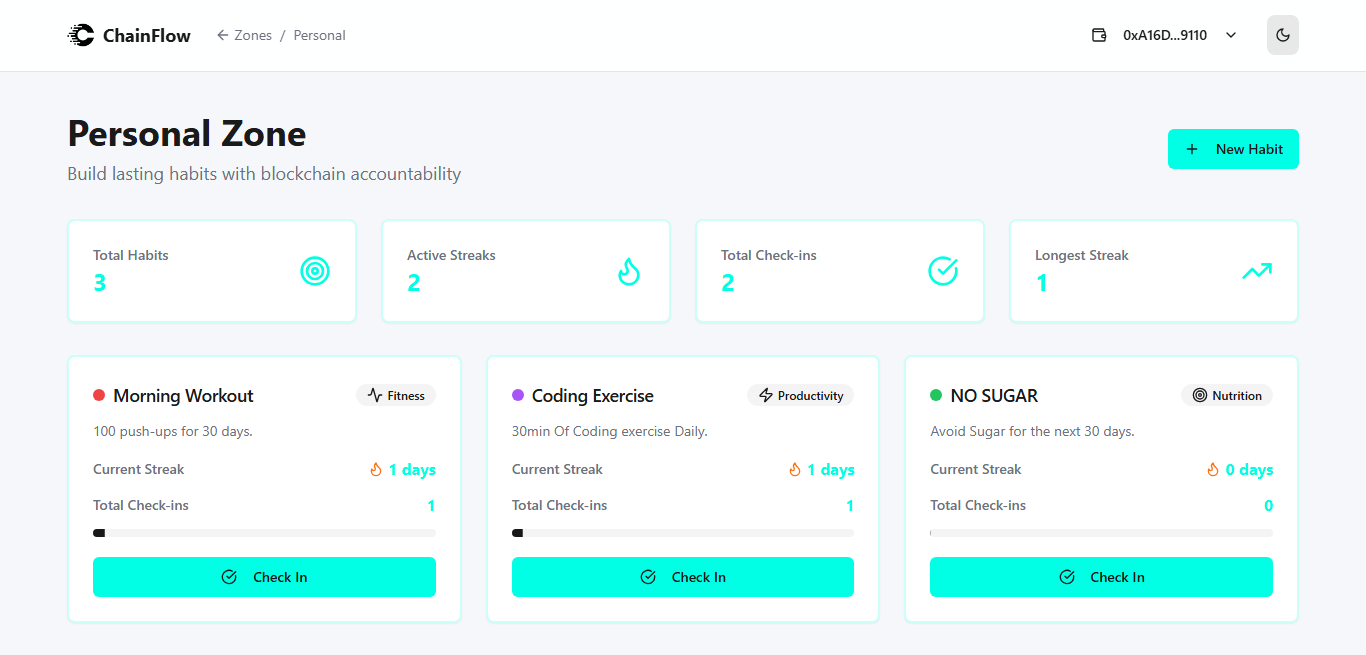 ChainFlow
Zones / Personal
0xA16D...9110
Personal Zone
Build lasting habits with blockchain accountability
New Habit
Total Habits
3
Active Streaks
2
Total Check-ins
2
Longest Streak
1
Morning Workout
Fitness
100 push-ups for 30 days.
Current Streak
1 days
Total Check-ins
1
Check In
Coding Exercise
Productivity
30min Of Coding exercise Daily.
Current Streak
1 days
Total Check-ins
1
Check In
NO SUGAR
Nutrition
Avoid Sugar for the next 30 days.
Current Streak
0 days
Total Check-ins
0
Check In